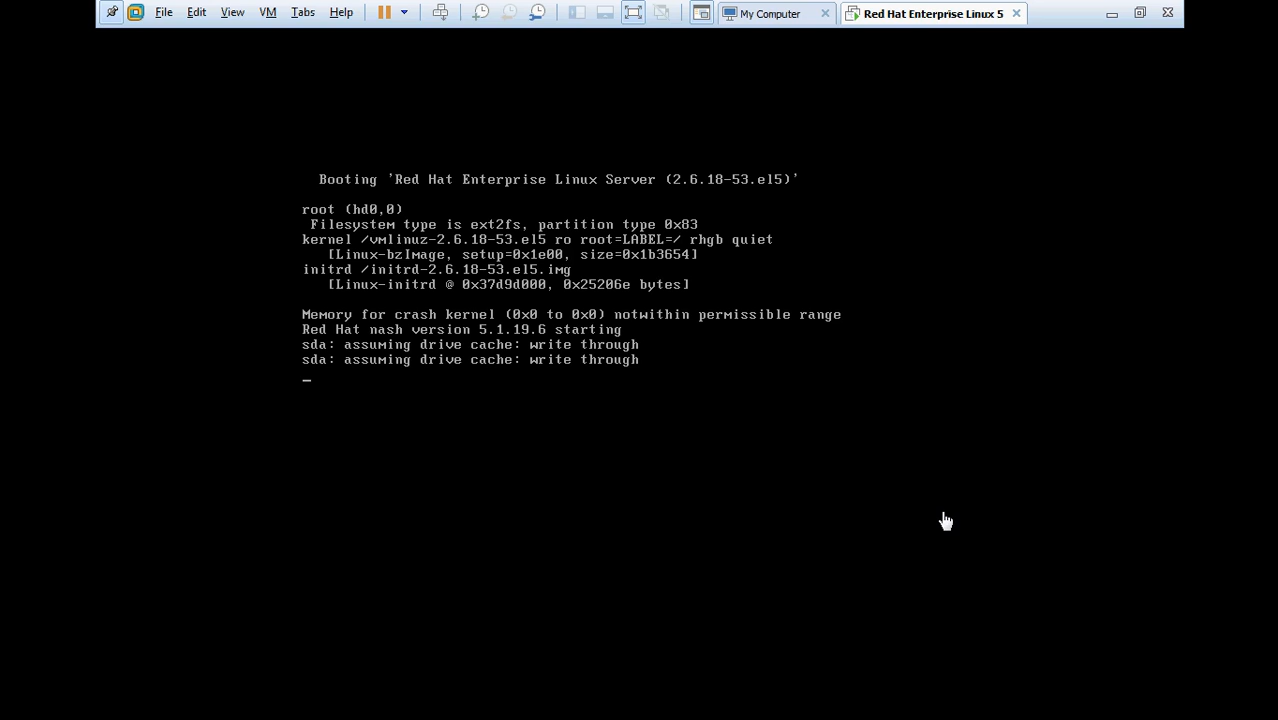 File Edit View VM Tabs Help My Computer Red Hat Enterprise Linux 5
Booting 'Red Hat Enterprise Linux Server (2.6.18-53.el5)'
root (hd0,0)
Filesystem type is ext2fs, partition type 0x83
kernel /vmlinuz-2.6.18-53.el5 ro root=LABEL=/ rhgb quiet
[Linux-bzImage, setup=0x1e00, size=0x1b3654]
initrd /initrd-2.6.18-53.el5.img
[Linux-initrd @ 0x37d9d000, 0x25206e bytes]
Memory for crash kernel (0x0 to 0x0) notwithin permissible range
Red Hat nash version 5.1.19.6 starting
sda: assuming drive cache: write through
sda: assuming drive cache: write through